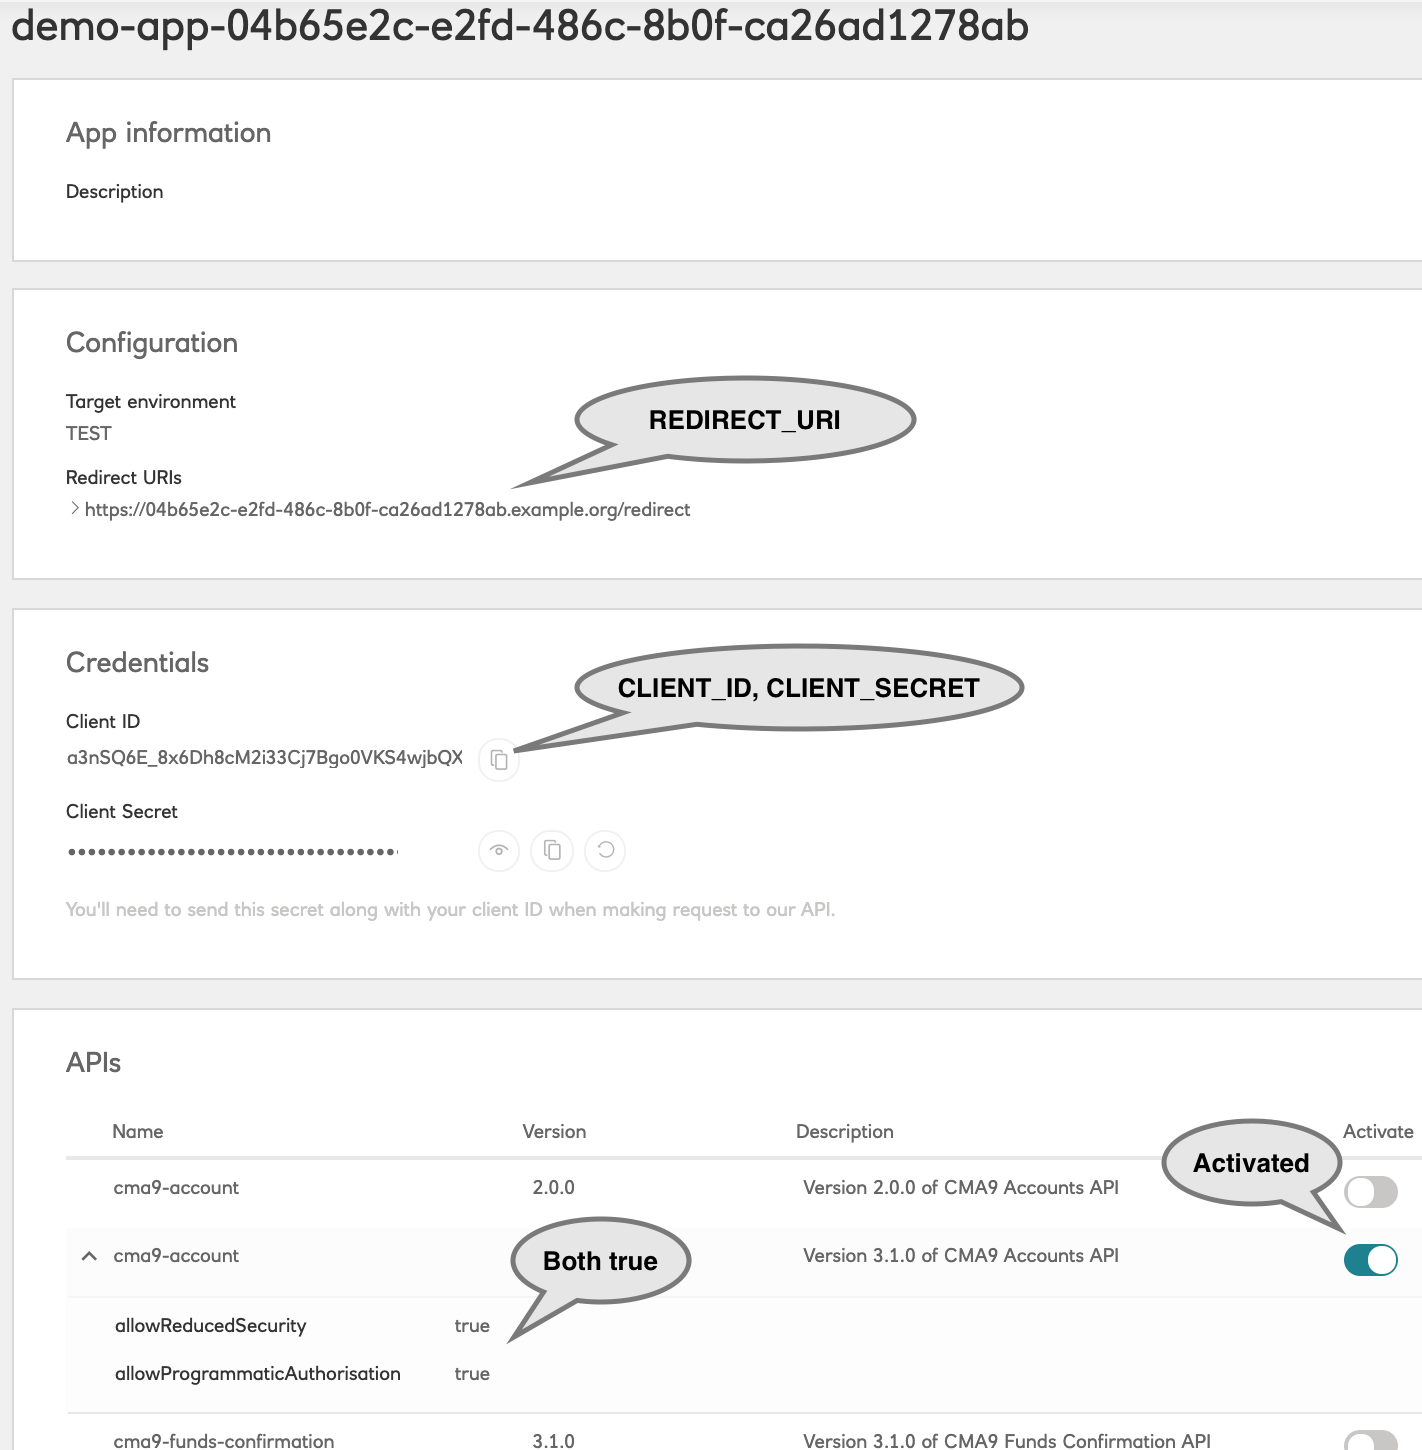 demo-app-04b65e2c-e2fd-486c-8b0f-ca26ad1278ab
App information
Description
Configuration
Target environment
TEST
REDIRECT_URI
Redirect URIs
https://04b65e2c-e2fd-486c-8b0f-ca26ad1278ab.example.org/redirect
Credentials
CLIENT_ID, CLIENT_SECRET
Client ID
a3nSQ6E_8x6Dh8cM2i33Cj7Bgo0VKS4wjbQX
Client Secret
You'll need to send this secret along with your client ID when making request to our API.
APIs
Name Version Description Activate
Activated
cma9-account 2.0.0 Version 2.0.0 of CMA9 Accounts API
cma9-account Version 3.1.0 of CMA9 Accounts API
Both true
allowReducedSecurity true
allowProgrammaticAuthorisation true
cma9-funds-confirmation 3.1.0 Version 3.1.0 of CMA9 Funds Confirmation API